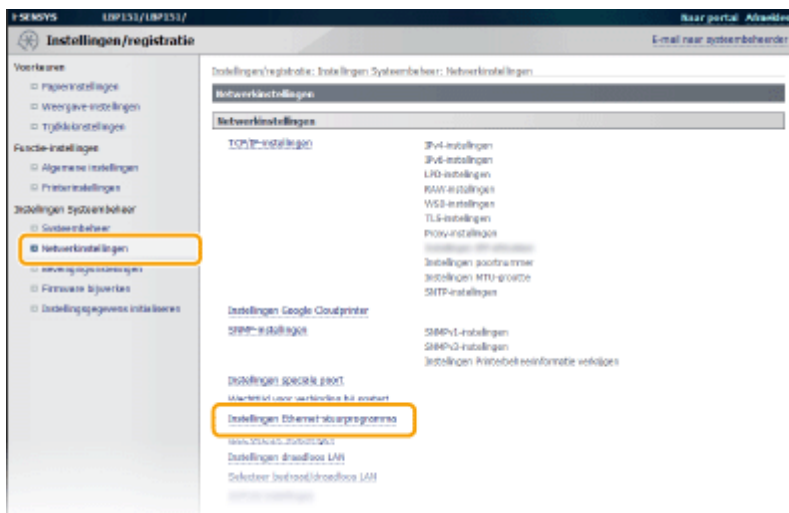 i-SENSYS LBP151/LBP151/ Naar portal Afmelden
Instellingen/registratie E-mail naar systeembeheerder
Voorkeuren
Papierinstellingen
Weergave-instellingen
Tijdklokinstellingen
Functie-instellingen
Algemene instellingen
Printerinstellingen
Instellingen Systeembeheer
Systeembeheer
Netwerkinstellingen
Beveiligingsinstellingen
Firmware bijwerken
Instellingsgegevens initialiseren
Instellingen/registratie: Instellingen Systeembeheer: Netwerkinstellingen
Netwerkinstellingen
Netwerkinstellingen
TCP/IP-instellingen
IPv4-instellingen
IPv6-instellingen
LPD-instellingen
RAW-instellingen
WSD-instellingen
TLS-instellingen
Proxy-instellingen
Instellingen poortnummer
Instellingen MTU-grootte
SNTP-instellingen
Instellingen Google Cloudprinter
SNMP-instellingen
SNMPv1-instellingen
SNMPv3-instellingen
Instellingen Printerbeheerinformatie verkrijgen
Instellingen speciale poort
Wachttijd voor verbinding bij opstart
Instellingen Ethernet-stuurprogramma
Instellingen draadloos LAN
Selecteer bedraad/draadloos LAN